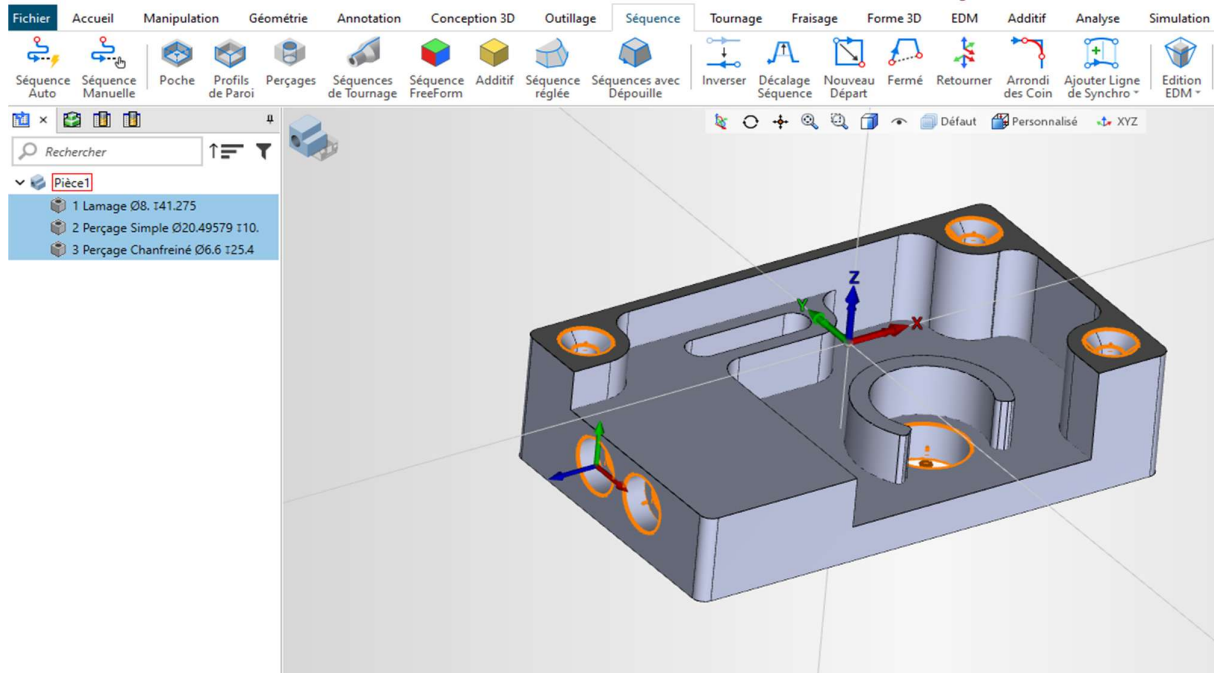 Fichier Accueil Manipulation Géométrie Annotation Conception 3D Outillage Séquence Tournage Fraisage Forme 3D EDM Additif Analyse Simulation
Séquence Auto
Séquence Manuelle
Poche
Profils de Paroi
Perçages
Séquences de Tournage
Séquence FreeForm
Additif
Séquence réglée
Séquences avec Dépouille
Inverser
Décalage Séquence
Nouveau Départ
Fermé
Retourner
Arrondi des Coin
Ajouter Ligne de Synchro
Edition EDM
Défaut Personnalisé XYZ
Rechercher
Pièce1
1 Lamage Ø8. ↧41.275
2 Perçage Simple Ø20.49579 ↧10.
3 Perçage Chanfreiné Ø6.6 ↧25.4
Z
Y
X